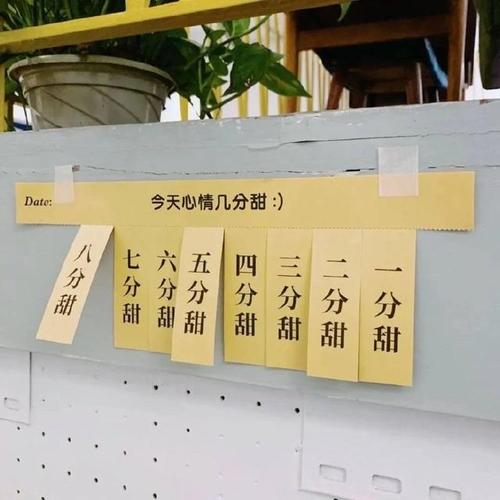 Date:
今天心情几分甜:)
八分甜
七分甜
六分甜
五分甜
四分甜
三分甜
二分甜
一分甜